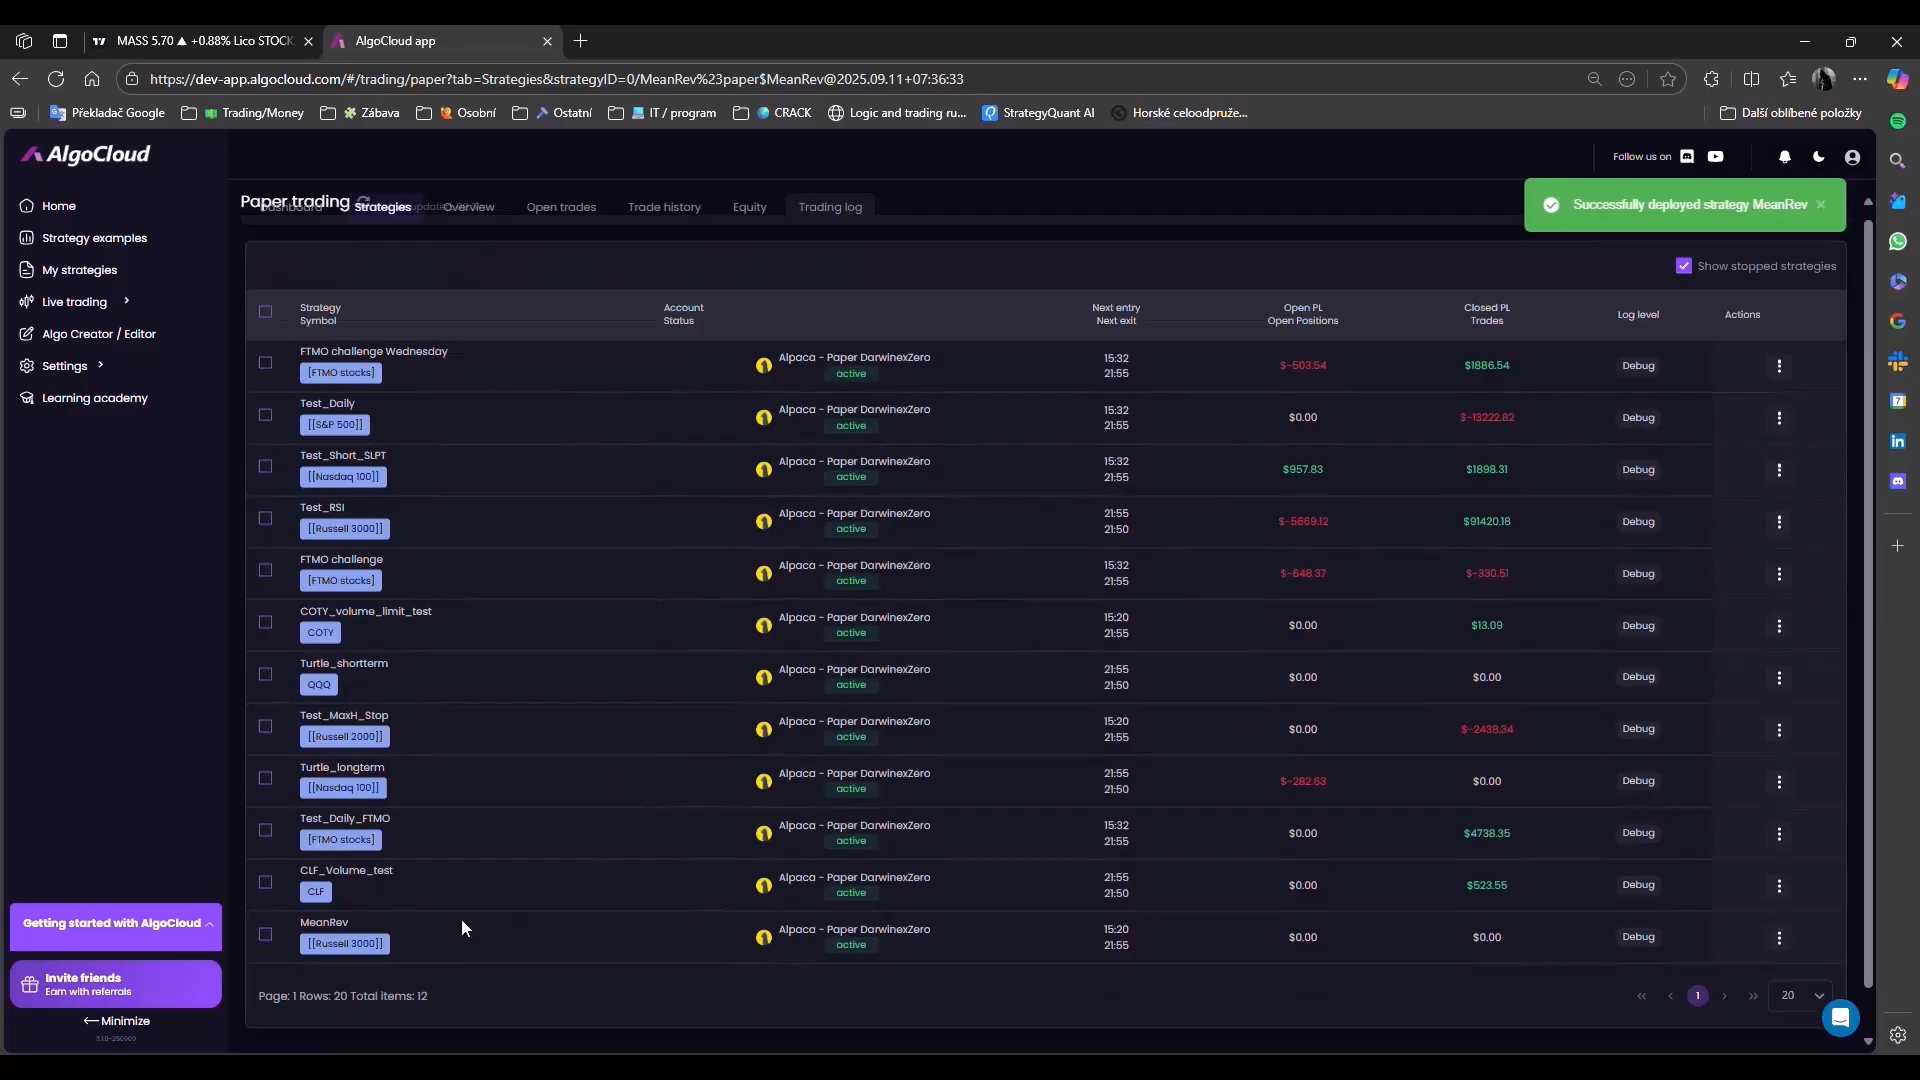 MASS 5.70 ▲ +0.88% Lico STOCK
AlgoCloud app
https://dev-app.algocloud.com/#/trading/paper?tab=Strategies&strategyID=0/MeanRev%23paper$MeanRev@2025.09.11+07:36:33
Překladač Google
Trading/Money
Zábava
Osobní
Ostatní
IT / program
CRACK
Logic and trading ru...
StrategyQuant AI
Horské celoodpruže...
Další oblíbené položky
AlgoCloud
Follow us on
Home
Strategy examples
My strategies
Live trading
Algo Creator / Editor
Settings
Learning academy
Paper trading
Dashboard
Strategies
Overview
Open trades
Trade history
Equity
Trading log
Successfully deployed strategy MeanRev
Show stopped strategies
Strategy
Symbol
Account
Status
Next entry
Next exit
Open PL
Open Positions
Closed PL
Trades
Log level
Actions
FTMO challenge Wednesday
[FTMO stocks]
Alpaca - Paper DarwinexZero
active
15:32
21:55
$-503.54
$1886.54
Debug
Test_Daily
[[S&P 500]]
Alpaca - Paper DarwinexZero
active
15:32
21:55
$0.00
$-13222.82
Debug
Test_Short_SLPT
[[Nasdaq 100]]
Alpaca - Paper DarwinexZero
active
15:32
21:55
$957.83
$1898.31
Debug
Test_RSI
[[Russell 3000]]
Alpaca - Paper DarwinexZero
active
21:55
21:50
$-5669.12
$91420.18
Debug
FTMO challenge
[FTMO stocks]
Alpaca - Paper DarwinexZero
active
15:32
21:55
$-648.37
$-330.51
Debug
COTY_volume_limit_test
COTY
Alpaca - Paper DarwinexZero
active
15:20
21:55
$0.00
$13.09
Debug
Turtle_shortterm
QQQ
Alpaca - Paper DarwinexZero
active
21:55
21:50
$0.00
$0.00
Debug
Test_MaxH_Stop
[[Russell 2000]]
Alpaca - Paper DarwinexZero
active
15:20
21:55
$0.00
$-2438.34
Debug
Turtle_longterm
[[Nasdaq 100]]
Alpaca - Paper DarwinexZero
active
21:55
21:50
$-282.63
$0.00
Debug
Test_Daily_FTMO
[FTMO stocks]
Alpaca - Paper DarwinexZero
active
15:32
21:55
$0.00
$4738.35
Debug
CLF_Volume_test
CLF
Alpaca - Paper DarwinexZero
active
21:55
21:50
$0.00
$523.55
Debug
MeanRev
[[Russell 3000]]
Alpaca - Paper DarwinexZero
active
15:20
21:55
$0.00
$0.00
Debug
Page: 1 Rows: 20 Total items: 12
« ‹ 1 › »
20
Getting started with AlgoCloud
Invite friends
Earn with referrals
Minimize
3.1.0-250909